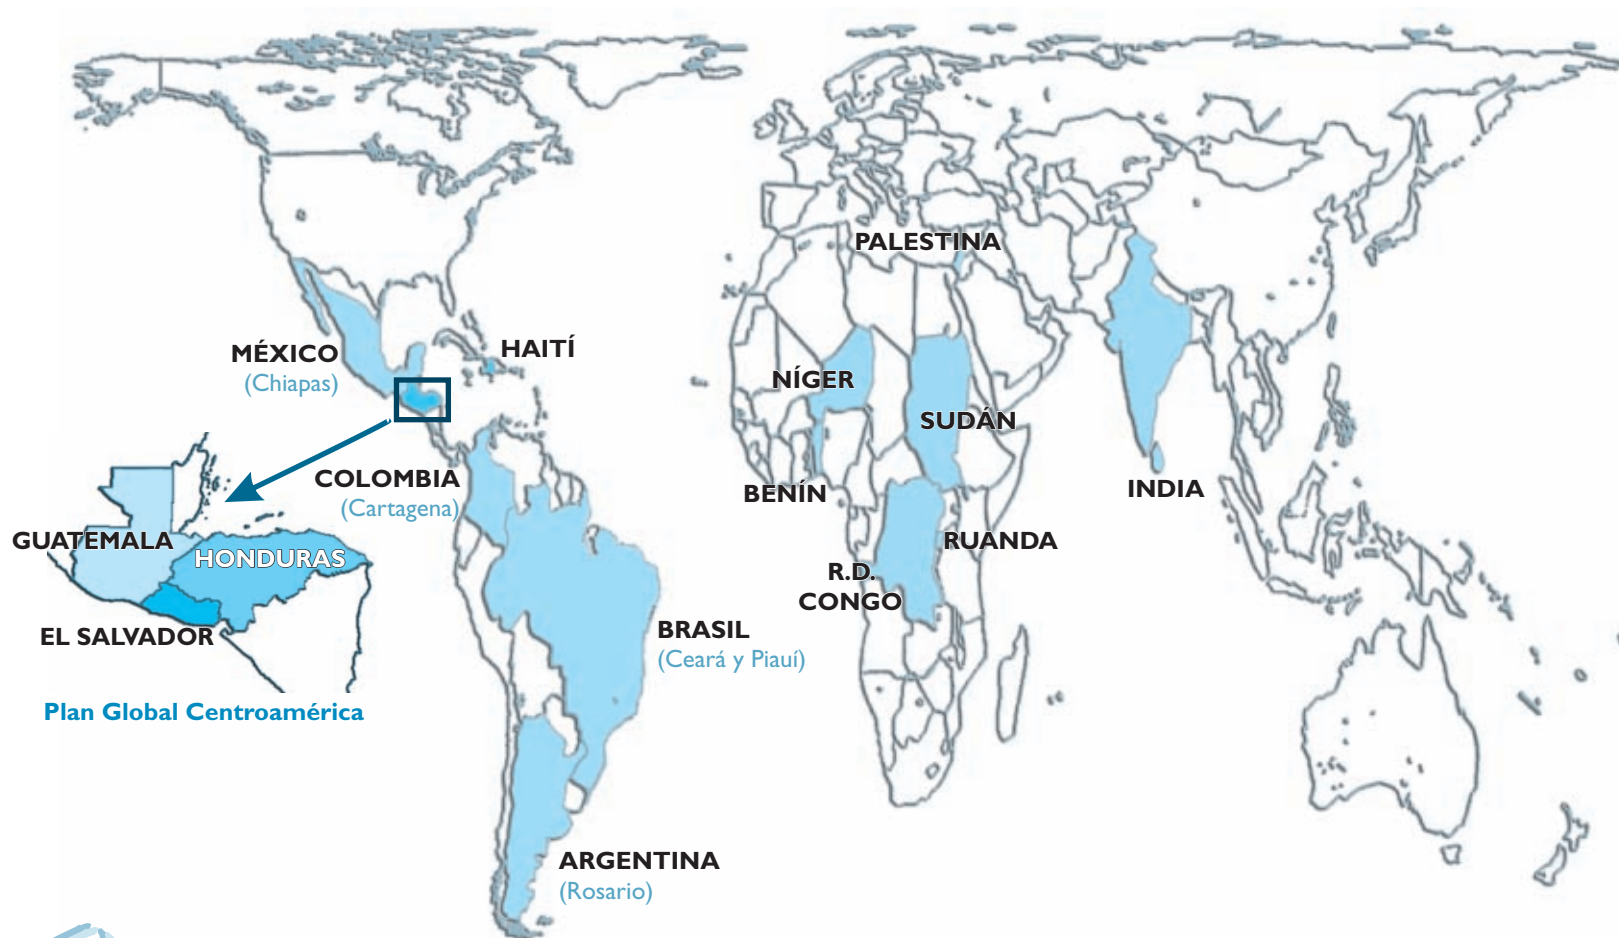 PALESTINA
MÉXICO
(Chiapas)
HAITÍ
NÍGER
SUDÁN
COLOMBIA
(Cartagena)
BENÍN
INDIA
GUATEMALA
HONDURAS
RUANDA
R.D.
CONGO
EL SALVADOR
BRASIL
(Ceará y Piauí)
Plan Global Centroamérica
ARGENTINA
(Rosario)